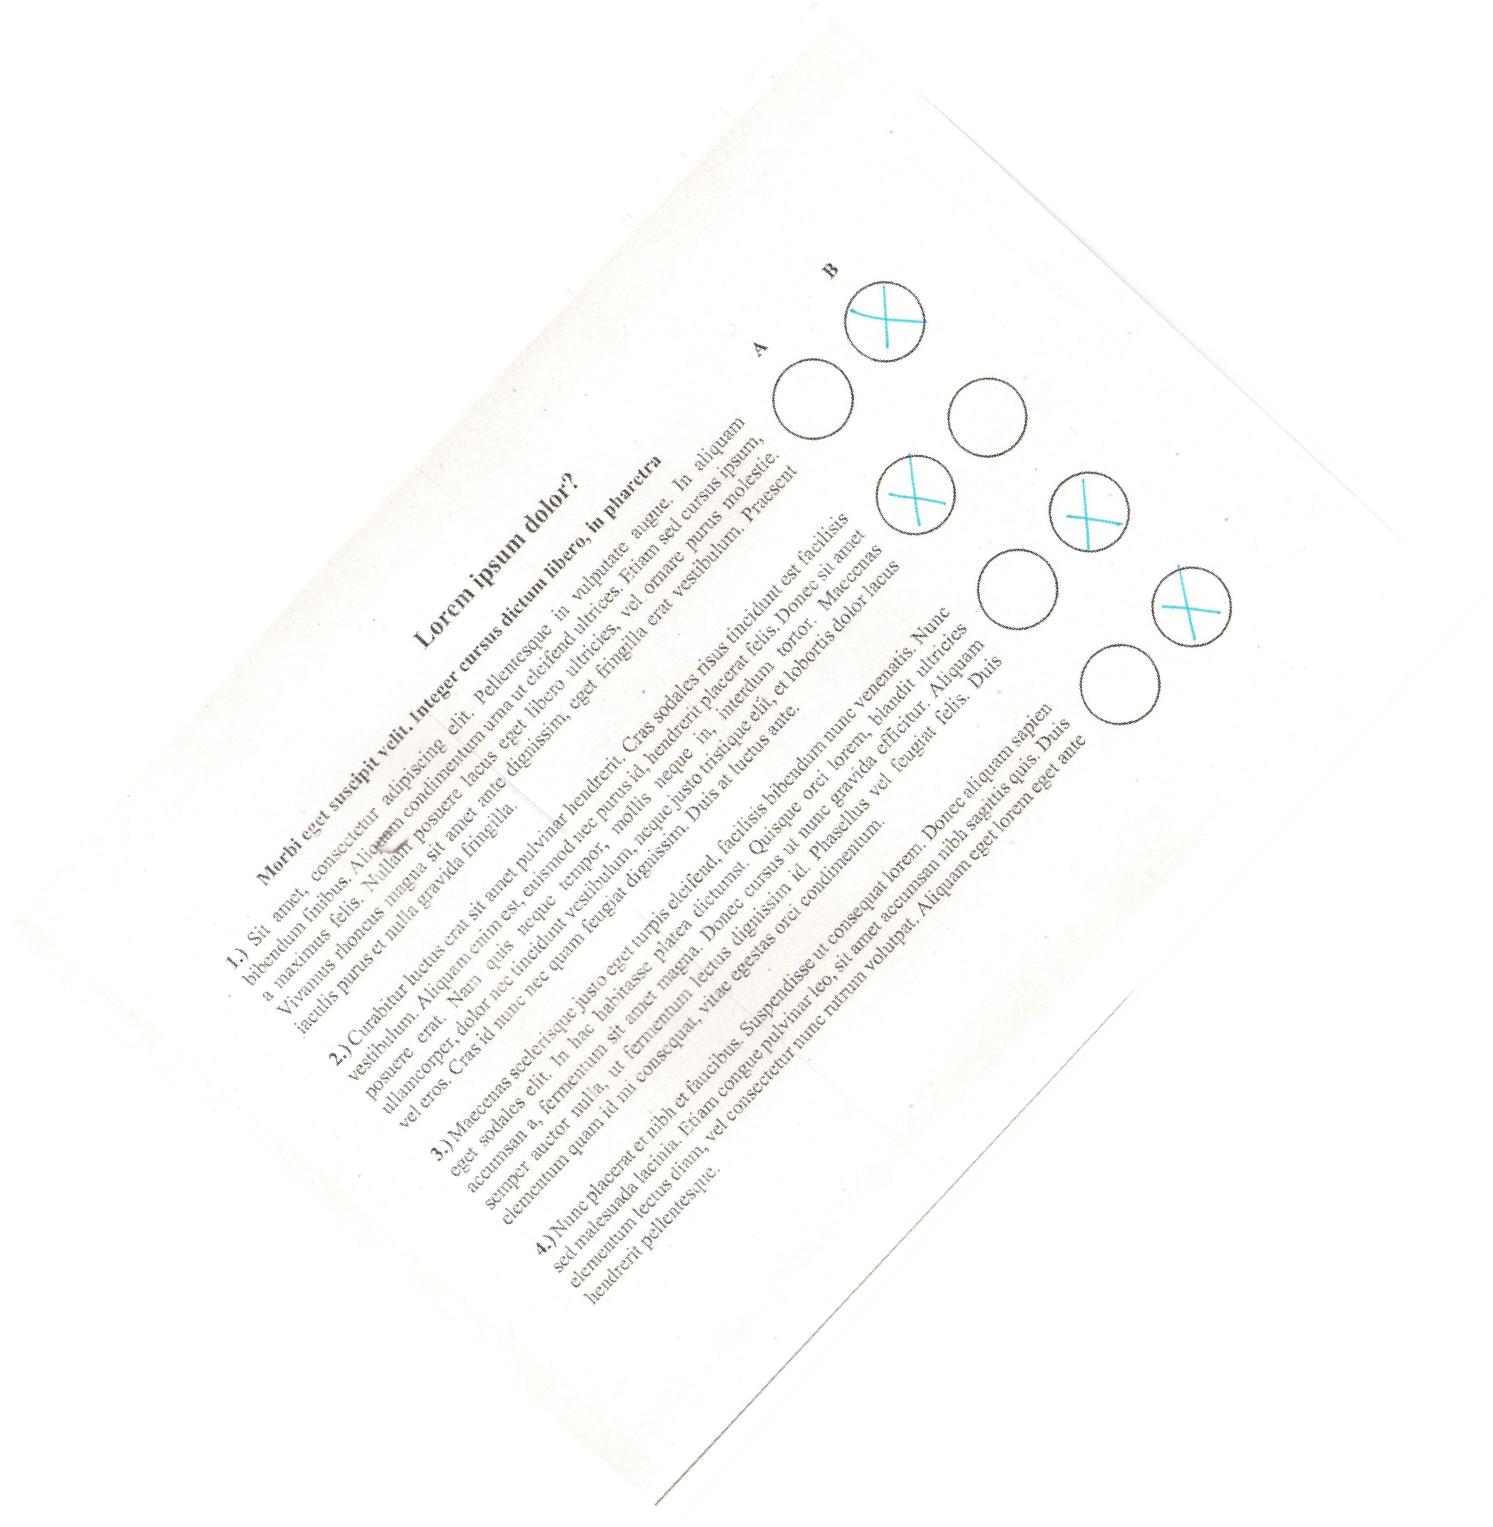 Lorem ipsum dolor?
Morbi eget suscipit velit. Integer cursus dictum libero, in pharetra
A B
1.) Sit amet, consectetur adipiscing elit. Pellentesque in vulputate augue. In aliquam
bibendum finibus. Aliquam condimentum urna ut eleifend ultrices. Etiam sed cursus ipsum,
a maximus felis. Nullam posuere lacus eget libero ultricies, vel ornare purus molestie.
Vivamus rhoncus magna sit amet ante dignissim, eget fringilla erat vestibulum. Praesent
iaculis purus et nulla gravida fringilla.
2.) Curabitur luctus erat sit amet pulvinar hendrerit. Cras sodales risus tincidunt est facilisis
vestibulum. Aliquam enim est, euismod nec purus id, hendrerit placerat felis. Donec sit amet
posuere erat. Nam quis neque tempor, mollis neque in, interdum tortor. Maecenas
ullamcorper, dolor nec tincidunt vestibulum, neque justo tristique elit, et lobortis dolor lacus
vel eros. Cras id nunc nec quam feugiat dignissim. Duis at luctus ante.
3.) Maecenas scelerisque justo eget turpis eleifend, facilisis bibendum nunc venenatis. Nunc
eget sodales elit. In hac habitasse platea dictumst. Quisque orci lorem, blandit ultricies
accumsan a, fermentum sit amet magna. Donec cursus ut nunc gravida efficitur. Aliquam
semper auctor nulla, ut fermentum lectus dignissim id. Phasellus vel feugiat felis. Duis
elementum quam id mi consequat, vitae egestas orci condimentum.
4.) Nunc placerat et nibh et faucibus. Suspendisse ut consequat lorem. Donec aliquam sapien
sed malesuada lacinia. Etiam congue pulvinar leo, sit amet accumsan nibh sagittis quis. Duis
elementum lectus diam, vel consectetur nunc rutrum volutpat. Aliquam eget lorem eget ante
hendrerit pellentesque.